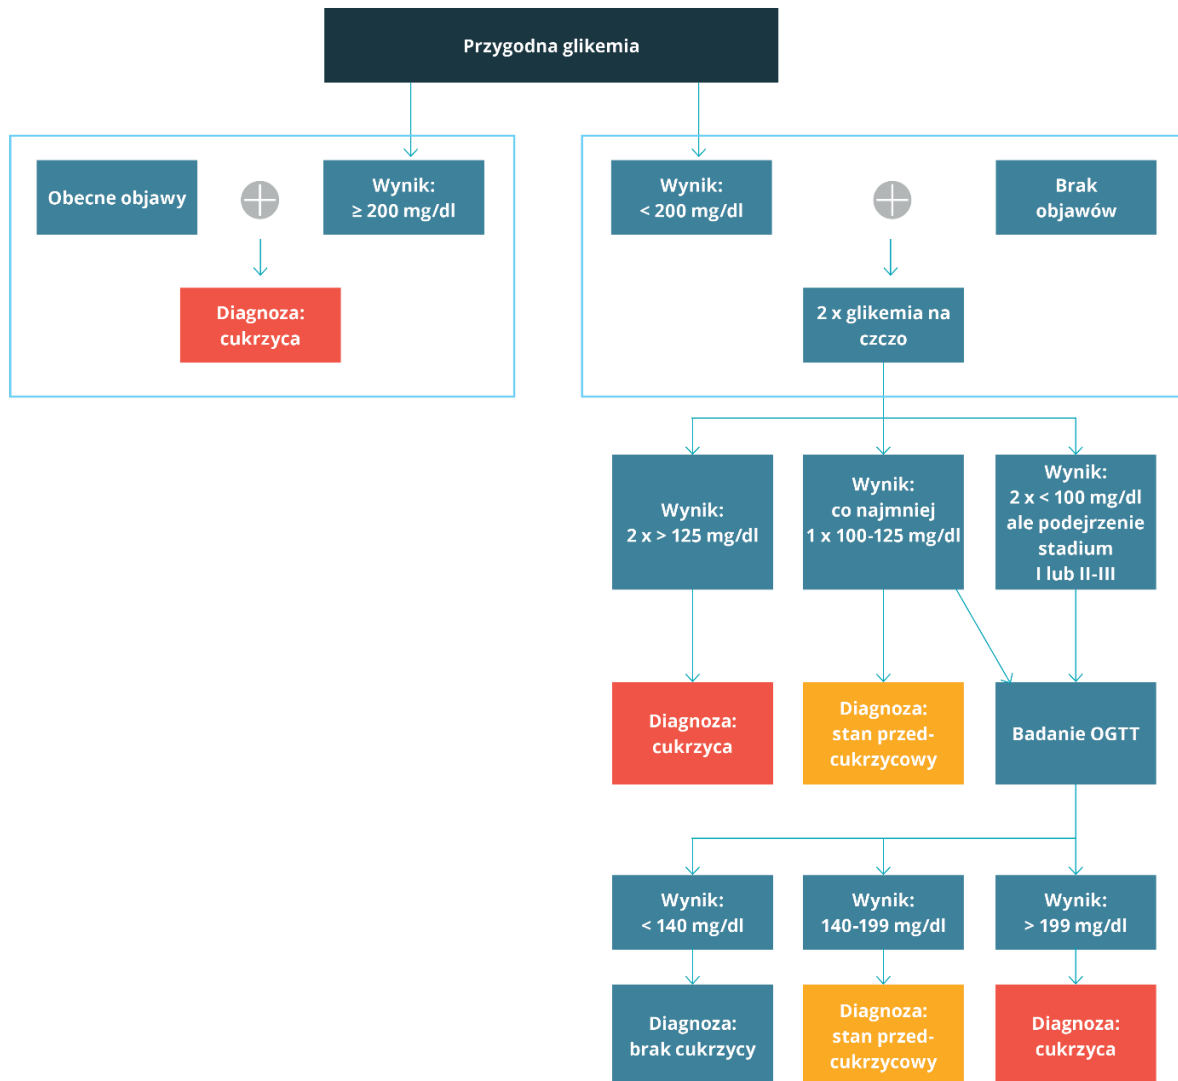 Przygodna glikemia
Obecne objawy
Wynik:
≥ 200 mg/dl
Wynik:
< 200 mg/dl
Brak
objawów
Diagnoza:
cukrzyca
2 x glikemia na
czczo
Wynik:
2 x > 125 mg/dl
Wynik:
co najmniej
1 x 100-125 mg/dl
Wynik:
2 x < 100 mg/dl
ale podejrzenie
stadium
I lub II-III
Diagnoza:
cukrzyca
Diagnoza:
stan przed-
cukrzycowy
Badanie OGTT
Wynik:
< 140 mg/dl
Wynik:
140-199 mg/dl
Wynik:
> 199 mg/dl
Diagnoza:
brak cukrzycy
Diagnoza:
stan przed-
cukrzycowy
Diagnoza:
cukrzyca